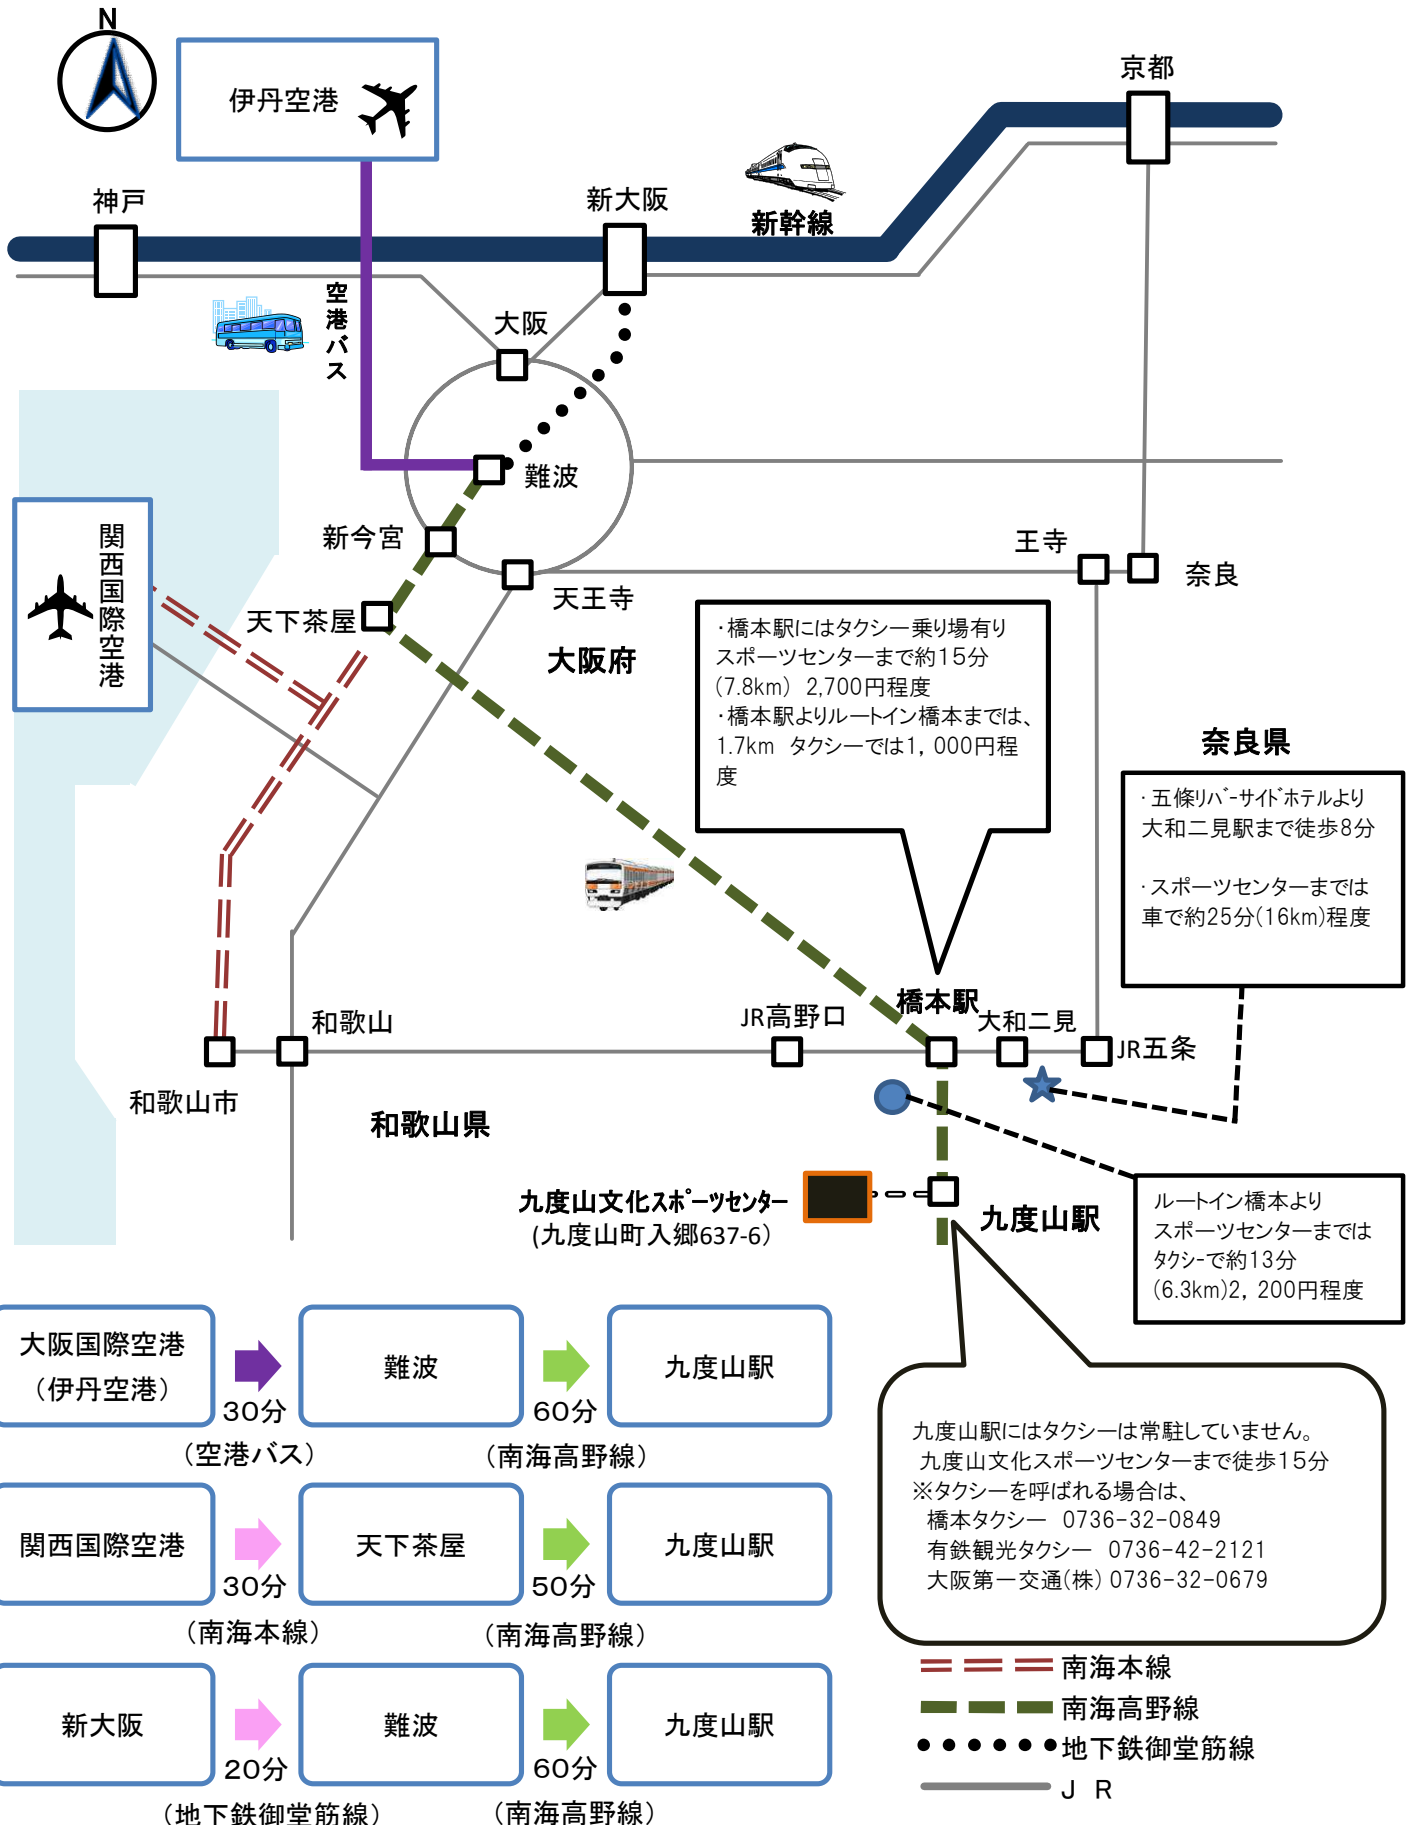 N
伊丹空港
京都
神戸
新大阪
新幹線
空港バス
大阪
難波
関西国際空港
新今宮
王寺
奈良
天王寺
天下茶屋
大阪府
・橋本駅にはタクシー乗り場有り
スポーツセンターまで約15分
(7.8km) 2,700円程度
・橋本駅よりルートイン橋本までは、
1.7km タクシーでは1，000円程
度
奈良県
・五條リバーサイドホテルより
大和二見駅まで徒歩8分
・スポーツセンターまでは
車で約25分(16km)程度
橋本駅
JR高野口
大和二見
和歌山
JR五条
和歌山市
和歌山県
九度山文化スポーツセンター
(九度山町入郷637-6)
九度山駅
ルートイン橋本より
スポーツセンターまでは
タクシーで約13分
(6.3km)2，200円程度
大阪国際空港
（伊丹空港）
30分
（空港バス）
難波
60分
（南海高野線）
九度山駅
関西国際空港
30分
（南海本線）
天下茶屋
50分
（南海高野線）
九度山駅
新大阪
20分
（地下鉄御堂筋線）
難波
60分
（南海高野線）
九度山駅
九度山駅にはタクシーは常駐していません。
九度山文化スポーツセンターまで徒歩15分
※タクシーを呼ばれる場合は、
橋本タクシー 0736-32-0849
有鉄観光タクシー 0736-42-2121
大阪第一交通(株) 0736-32-0679
南海本線
南海高野線
地下鉄御堂筋線
J R